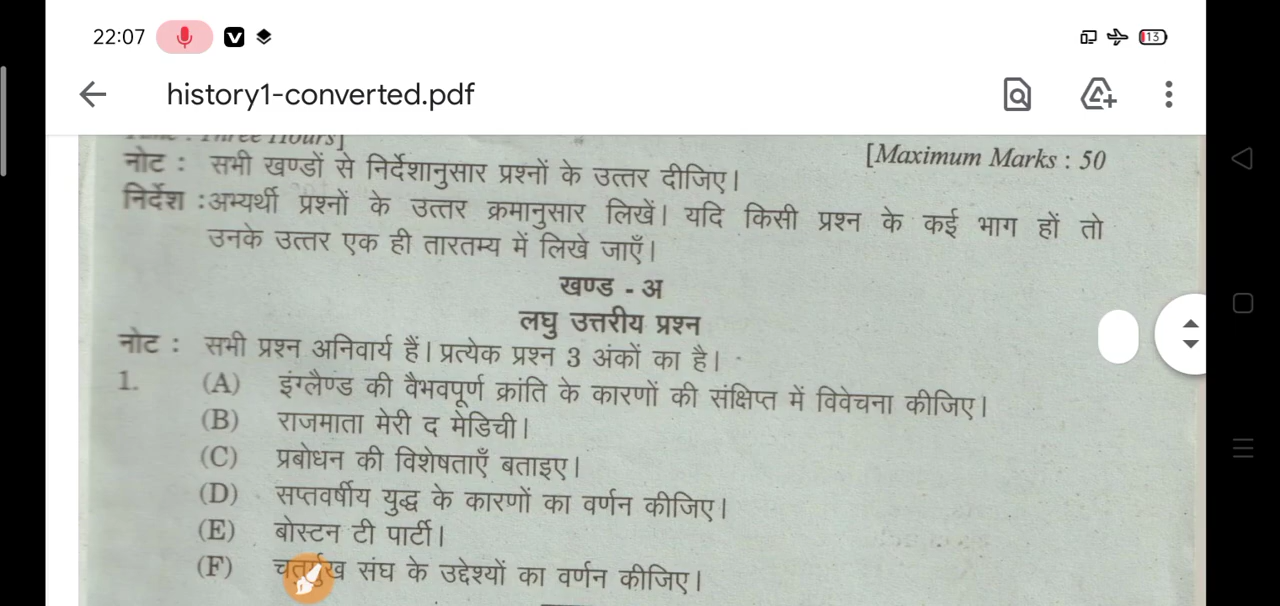 22:07
13
history1-converted.pdf
Three Hours]
[Maximum Marks : 50
नोट : सभी खण्डों से निर्देशानुसार प्रश्नों के उत्तर दीजिए।
निर्देश :अभ्यर्थी प्रश्नों के उत्तर क्रमानुसार लिखें। यदि किसी प्रश्न के कई भाग हों तो
उनके उत्तर एक ही तारतम्य में लिखे जाएँ।
खण्ड - अ
लघु उत्तरीय प्रश्न
नोट : सभी प्रश्न अनिवार्य हैं। प्रत्येक प्रश्न 3 अंकों का है।
1. (A) इंग्लैण्ड की वैभवपूर्ण क्रांति के कारणों की संक्षिप्त में विवेचना कीजिए।
(B) राजमाता मेरी द मेडिची।
(C) प्रबोधन की विशेषताएँ बताइए।
(D) सप्तवर्षीय युद्ध के कारणों का वर्णन कीजिए।
(E) बोस्टन टी पार्टी।
(F) संघ के उद्देश्यों का वर्णन कीजिए।